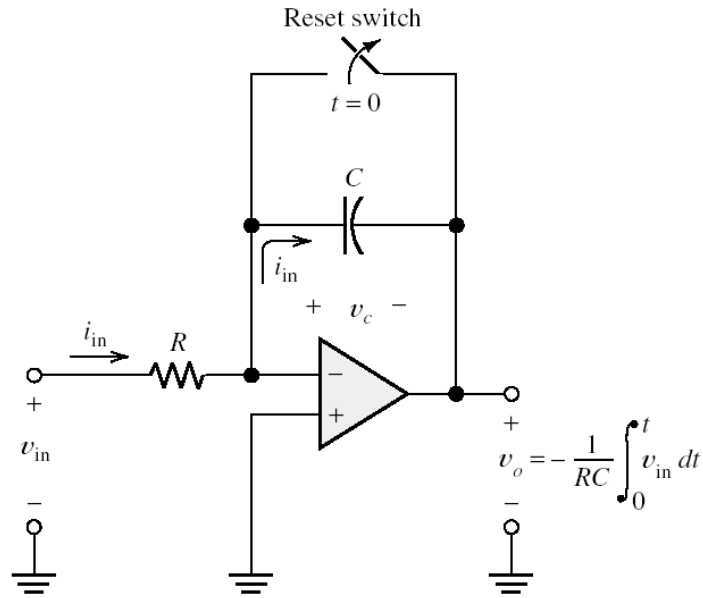 Reset switch
t = 0
C
i_in
+ v_c −
i_in
R
−
+
+
v_in
−
+
v_o = − 1/RC ∫_0^t v_in dt
−